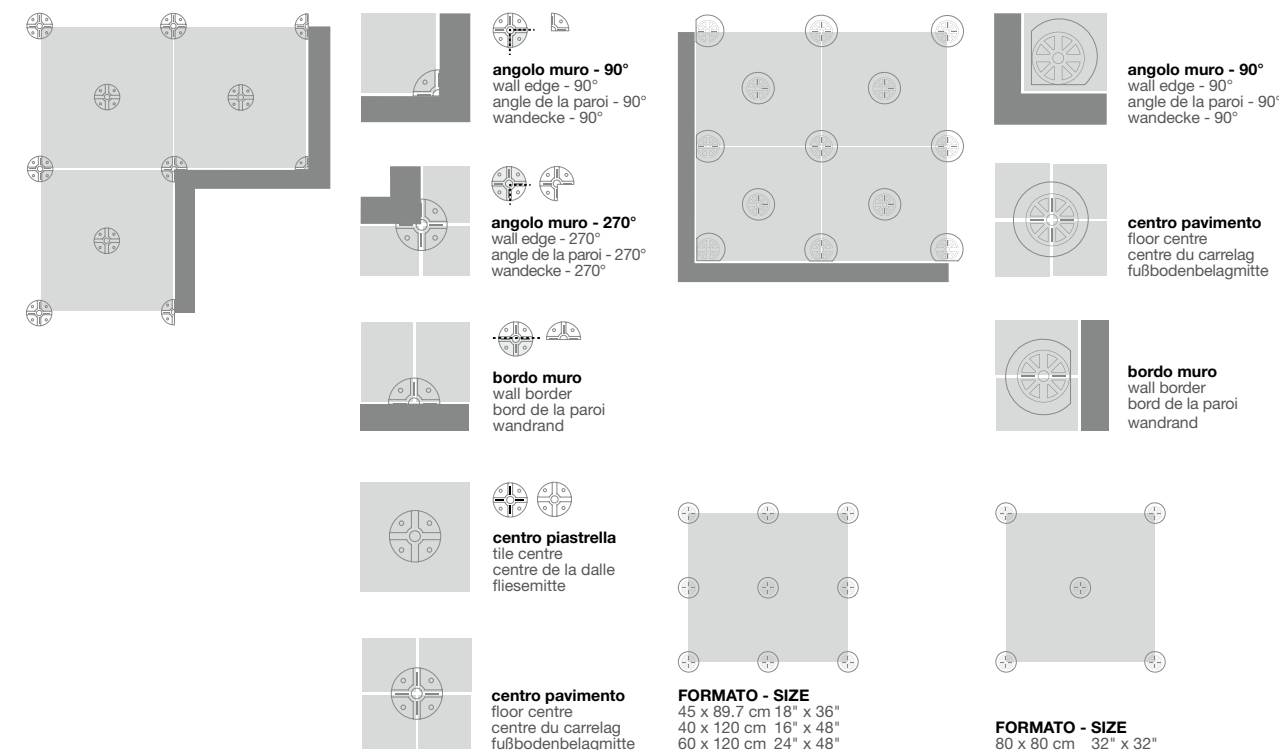 angolo muro - 90°
wall edge - 90°
angle de la paroi - 90°
wandecke - 90°
angolo muro - 270°
wall edge - 270°
angle de la paroi - 270°
wandecke - 270°
bordo muro
wall border
bord de la paroi
wandrand
centro piastrella
tile centre
centre de la dalle
fliesemitte
centro pavimento
floor centre
centre du carrelag
fußbodenbelagmitte
angolo muro - 90°
wall edge - 90°
angle de la paroi - 90°
wandecke - 90°
centro pavimento
floor centre
centre du carrelag
fußbodenbelagmitte
bordo muro
wall border
bord de la paroi
wandrand
FORMATO - SIZE
45 x 89.7 cm 18" x 36"
40 x 120 cm 16" x 48"
60 x 120 cm 24" x 48"
FORMATO - SIZE
80 x 80 cm 32" x 32"